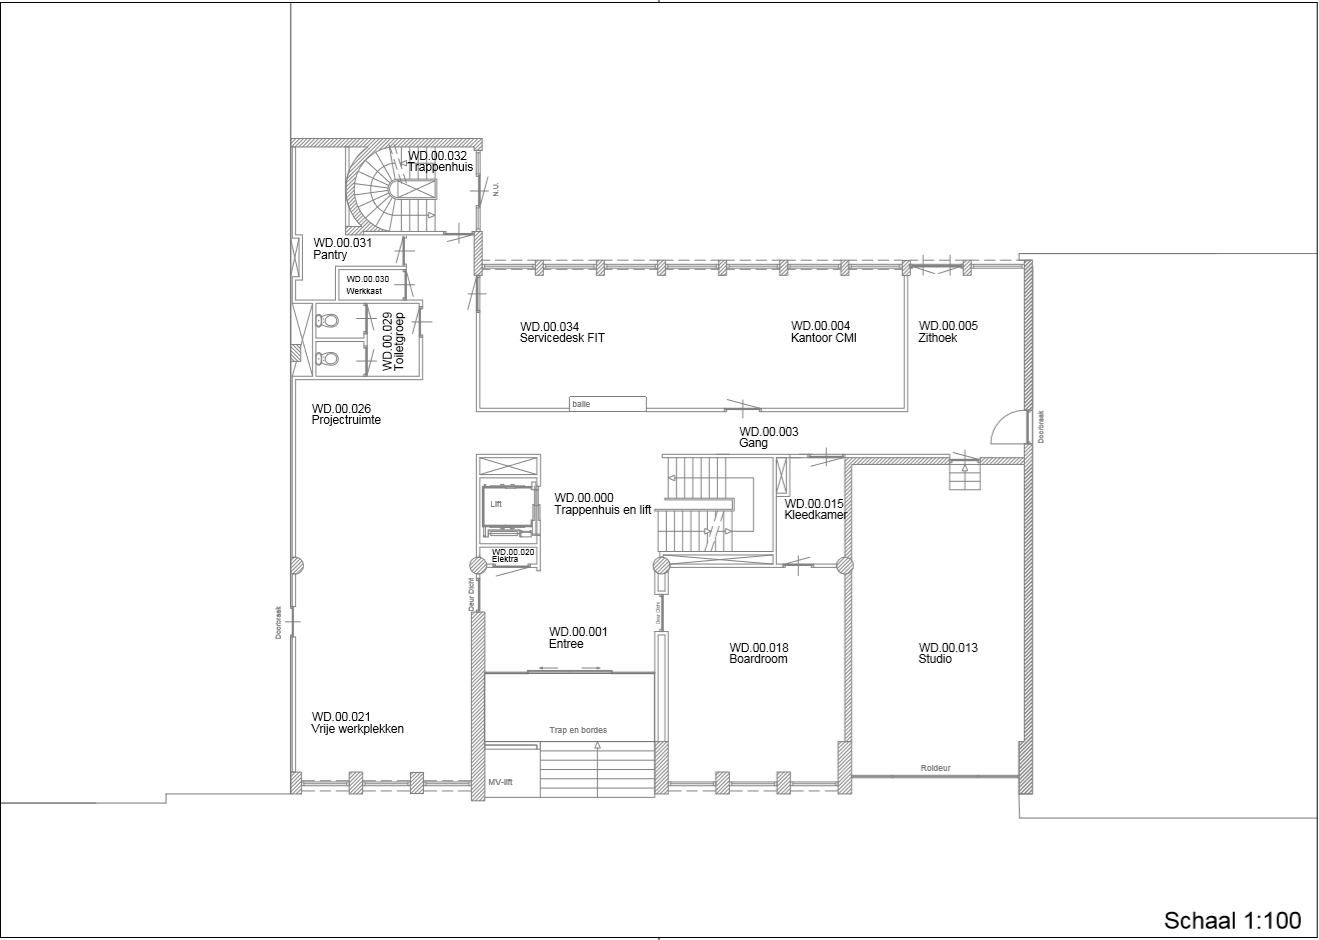 WD.00.032
Trappenhuis
N.U.
WD.00.031
Pantry
WD.00.030
Werkkast
WD.00.029
Toiletgroep
WD.00.034
Servicedesk FIT
WD.00.004
Kantoor CMI
WD.00.005
Zithoek
balie
WD.00.026
Projectruimte
WD.00.003
Gang
Doorbraak
Lift
WD.00.000
Trappenhuis en lift
WD.00.015
Kleedkamer
WD.00.020
Elektra
Deur Dicht
Deur Dicht
Doorbraak
WD.00.001
Entree
WD.00.018
Boardroom
WD.00.013
Studio
WD.00.021
Vrije werkplekken
Trap en bordes
MV-lift
Roldeur
Schaal 1:100